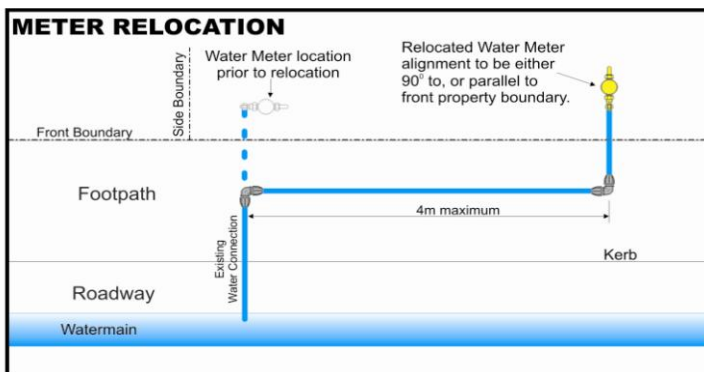 METER RELOCATION
Side Boundary
Water Meter location
prior to relocation
Relocated Water Meter
alignment to be either
90° to, or parallel to
front property boundary.
Front Boundary
Footpath
4m maximum
Existing
Water Connection
Kerb
Roadway
Watermain